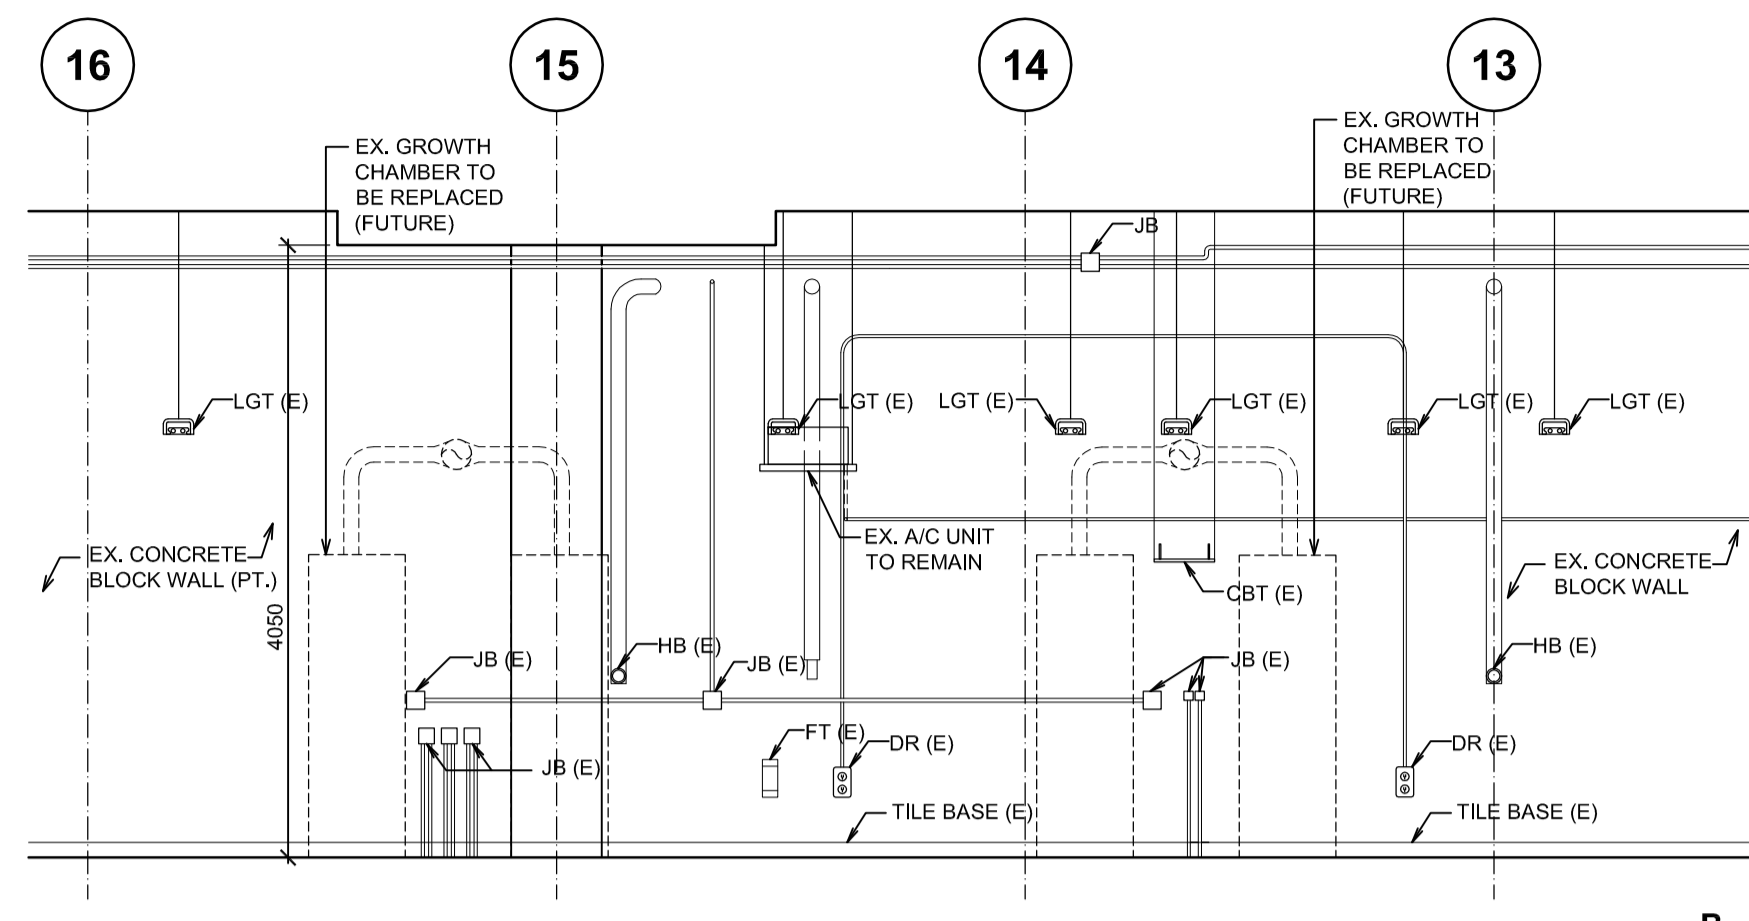 16
15
14
13
EX. GROWTH
CHAMBER TO
BE REPLACED
(FUTURE)
EX. GROWTH
CHAMBER TO
BE REPLACED
(FUTURE)
JB
LGT (E)
LGT (E)
LGT (E)
LGT (E)
LGT (E)
LGT (E)
EX. CONCRETE
BLOCK WALL (PT.)
4050
EX. A/C UNIT
TO REMAIN
CBT (E)
EX. CONCRETE
BLOCK WALL
JB (E)
HB (E)
JB (E)
JB (E)
HB (E)
JB (E)
FT (E)
DR (E)
DR (E)
TILE BASE (E)
TILE BASE (E)